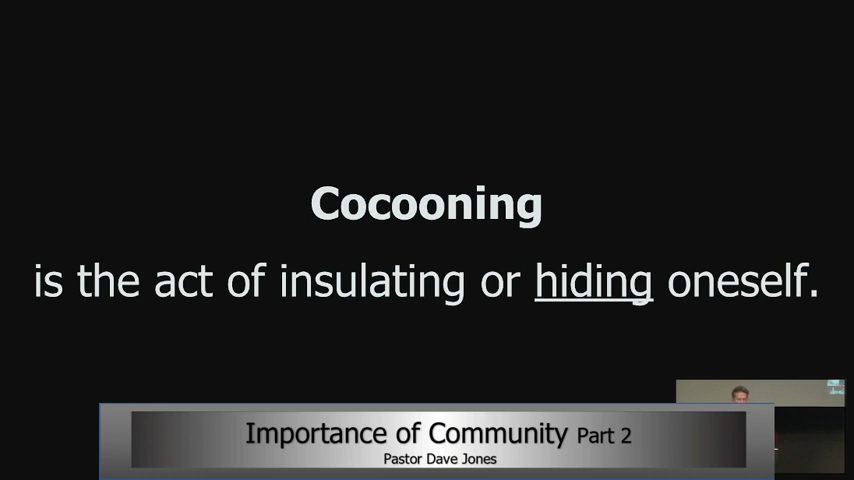 Cocooning
is the act of insulating or hiding oneself.
Importance of Community Part 2
Pastor Dave Jones